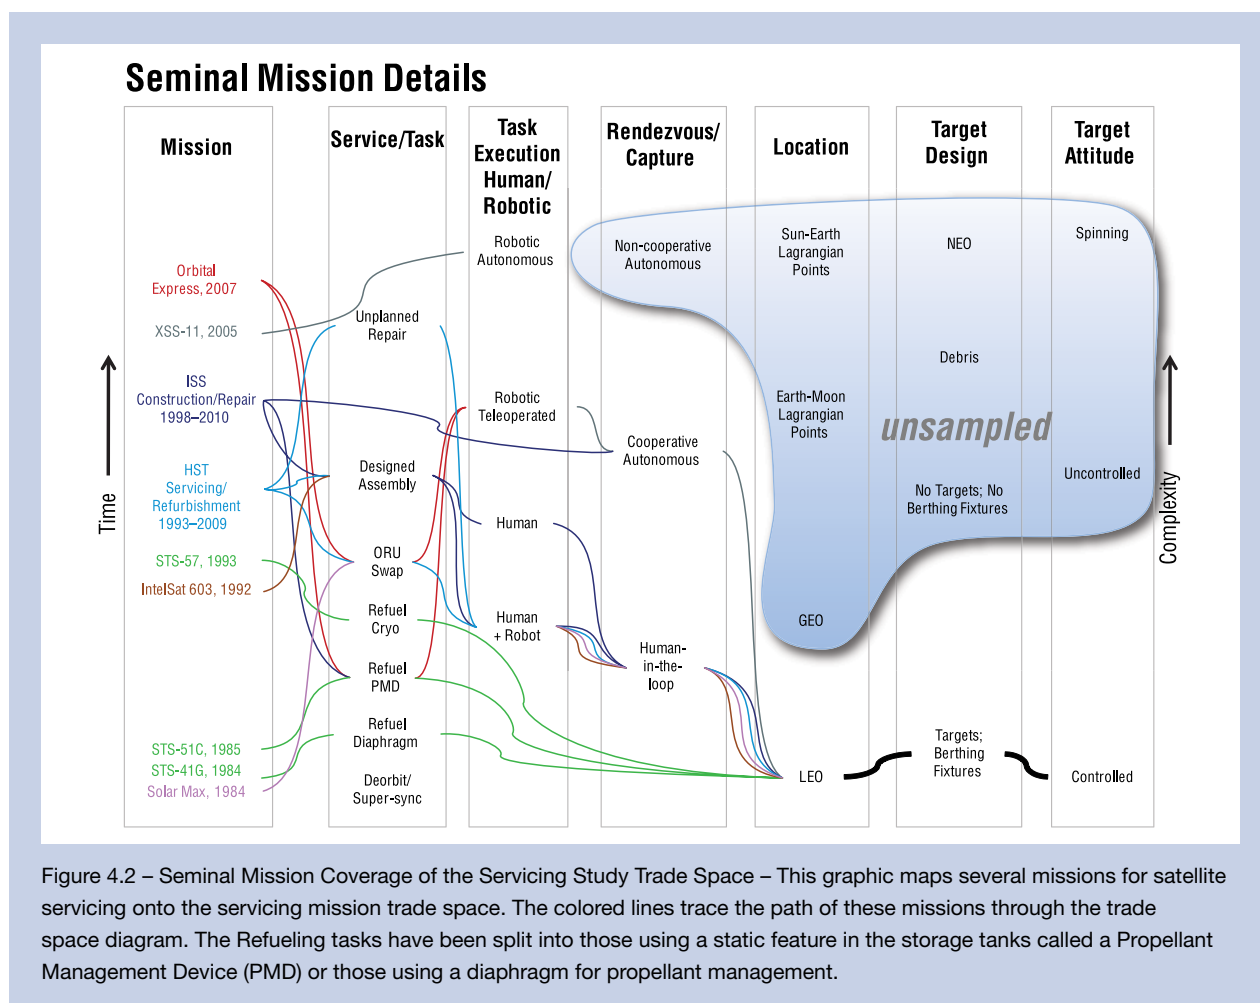 Seminal Mission Details
Mission
Orbital
Express, 2007
XSS-11, 2005
ISS
Construction/Repair
1998–2010
HST
Servicing/
Refurbishment
1993–2009
STS-57, 1993
IntelSat 603, 1992
STS-51C, 1985
STS-41G, 1984
Solar Max, 1984
Service/Task
Unplanned
Repair
Designed
Assembly
ORU
Swap
Refuel
Cryo
Refuel
PMD
Refuel
Diaphragm
Deorbit/
Super-sync
Task
Execution
Human/
Robotic
Robotic
Autonomous
Robotic
Teleoperated
Human
Human
+ Robot
Rendezvous/
Capture
Non-cooperative
Autonomous
Cooperative
Autonomous
Human-
in-the-
loop
Location
Sun-Earth
Lagrangian
Points
Earth-Moon
Lagrangian
Points
GEO
LEO
Target
Design
NEO
Debris
unsampled
No Targets; No
Berthing Fixtures
Targets;
Berthing
Fixtures
Target
Attitude
Spinning
Uncontrolled
Controlled
Time
Complexity
Figure 4.2 – Seminal Mission Coverage of the Servicing Study Trade Space – This graphic maps several missions for satellite
servicing onto the servicing mission trade space. The colored lines trace the path of these missions through the trade
space diagram. The Refueling tasks have been split into those using a static feature in the storage tanks called a Propellant
Management Device (PMD) or those using a diaphragm for propellant management.